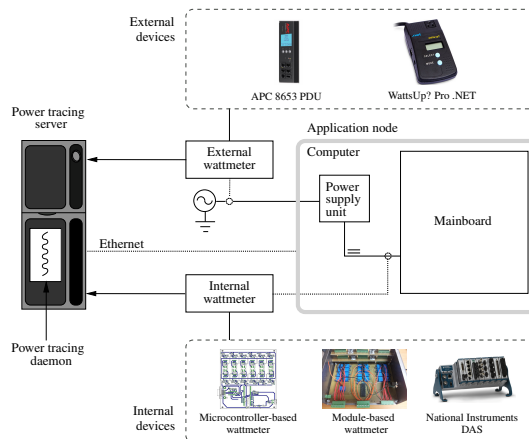 External
devices
APC 8653 PDU
WattsUp? Pro .NET
Power tracing
server
Application node
External
wattmeter
Computer
Power
supply
unit
Mainboard
Ethernet
Internal
wattmeter
Power tracing
daemon
Internal
devices
Microcontroller-based
wattmeter
Module-based
wattmeter
National Instruments
DAS